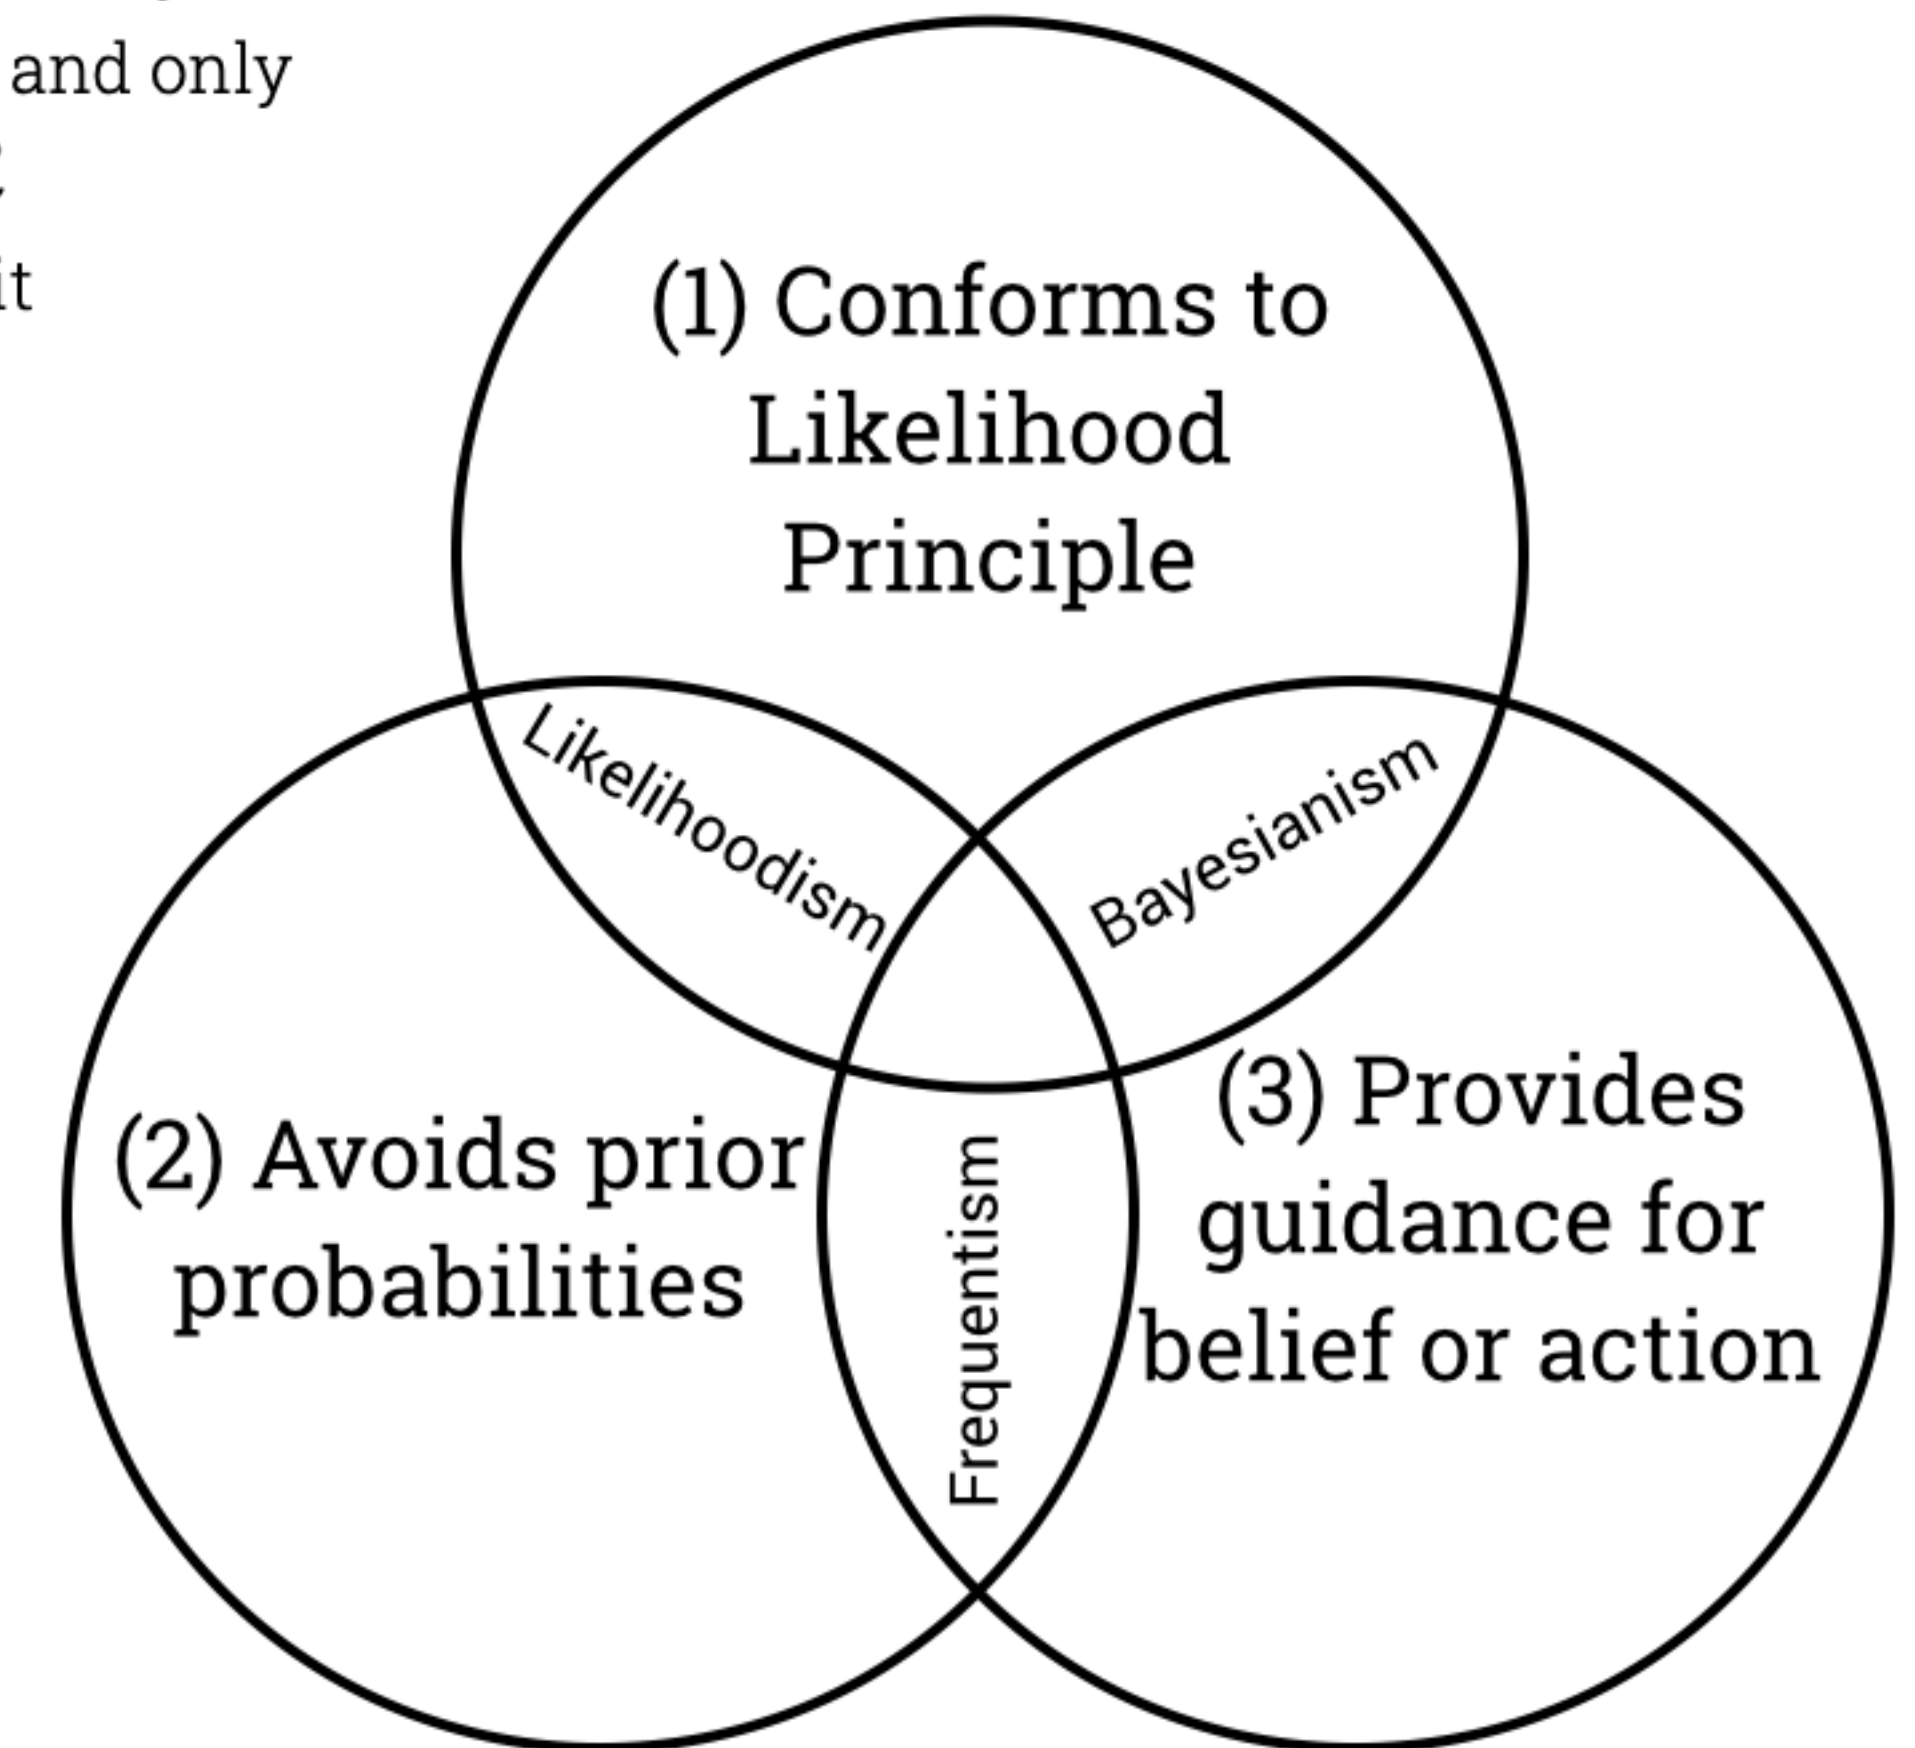 and only
it
(1) Conforms to
Likelihood
Principle
Likelihoodism
Bayesianism
(2) Avoids prior
probabilities
(3) Provides
guidance for
belief or action
Frequentism